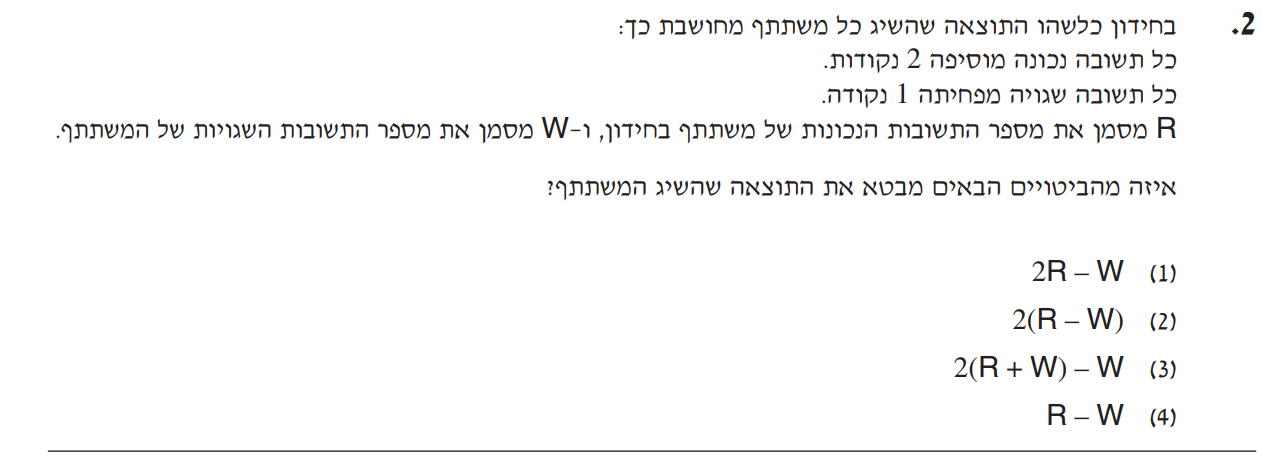 2. בחידון כלשהו התוצאה שהשיג כל משתתף מחושבת כך:
כל תשובה נכונה מוסיפה 2 נקודות.
כל תשובה שגויה מפחיתה 1 נקודה.
R מסמן את מספר התשובות הנכונות של משתתף בחידון, ו-W מסמן את מספר התשובות השגויות של המשתתף.
איזה מהביטויים הבאים מבטא את התוצאה שהשיג המשתתף?
(1) 2R – W
(2) 2(R – W)
(3) 2(R + W) – W
(4) R – W